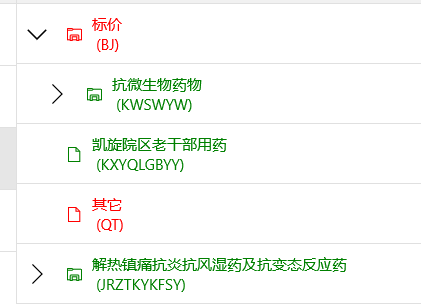 标价
(BJ)
抗微生物药物
(KWSWYW)
凯旋院区老干部用药
(KXYQLGBYY)
其它
(QT)
解热镇痛抗炎抗风湿药及抗变态反应药
(JRZTKYKFSY)